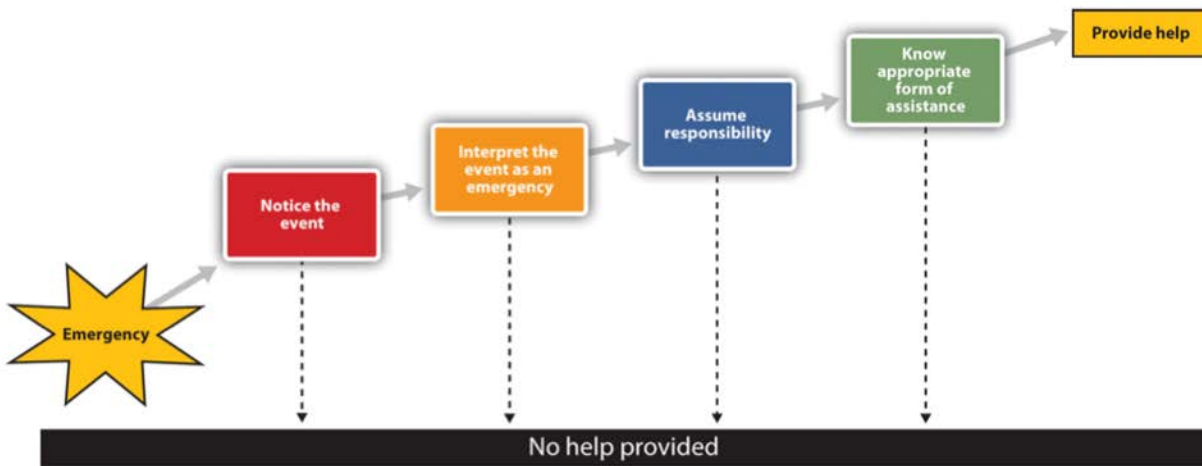 Emergency
Notice the
event
Interpret the
event as an
emergency
Assume
responsibility
Know
appropriate
form of
assistance
Provide help
No help provided